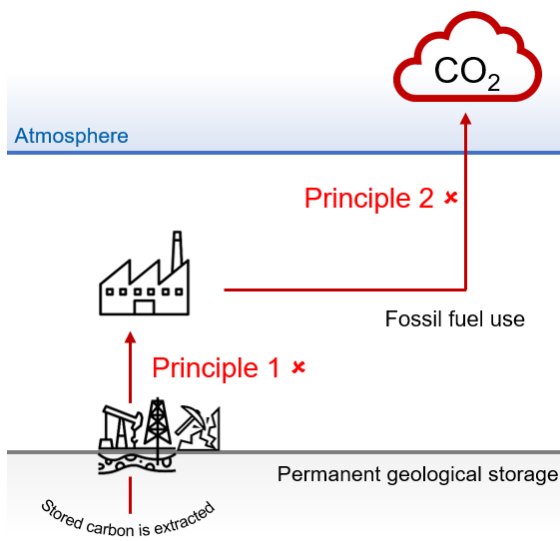 CO₂
Atmosphere
Principle 2 ×
Fossil fuel use
Principle 1 ×
Permanent geological storage
Stored carbon is extracted